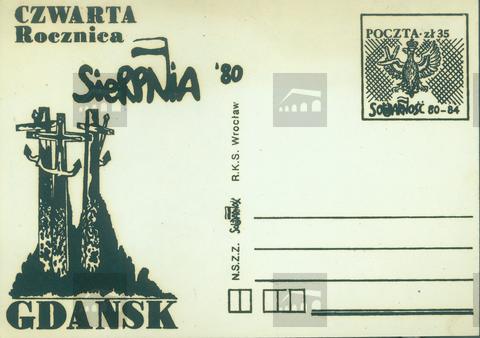 CZWARTA
Rocznica
SIERPNIA '80
GDAŃSK
N.S.Z.Z. Solidarność R.K.S. Wrocław
POCZTA · zł 35
SOLIDARNOŚĆ 80-84